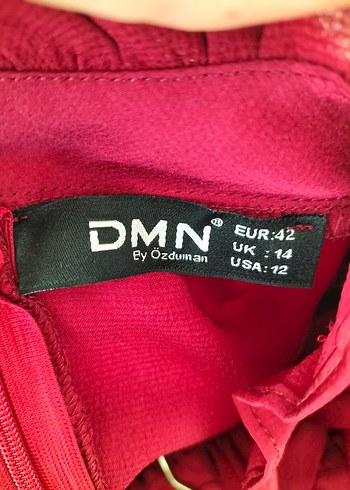 DMN®
By Özduman
EUR:42
UK : 14
USA: 12